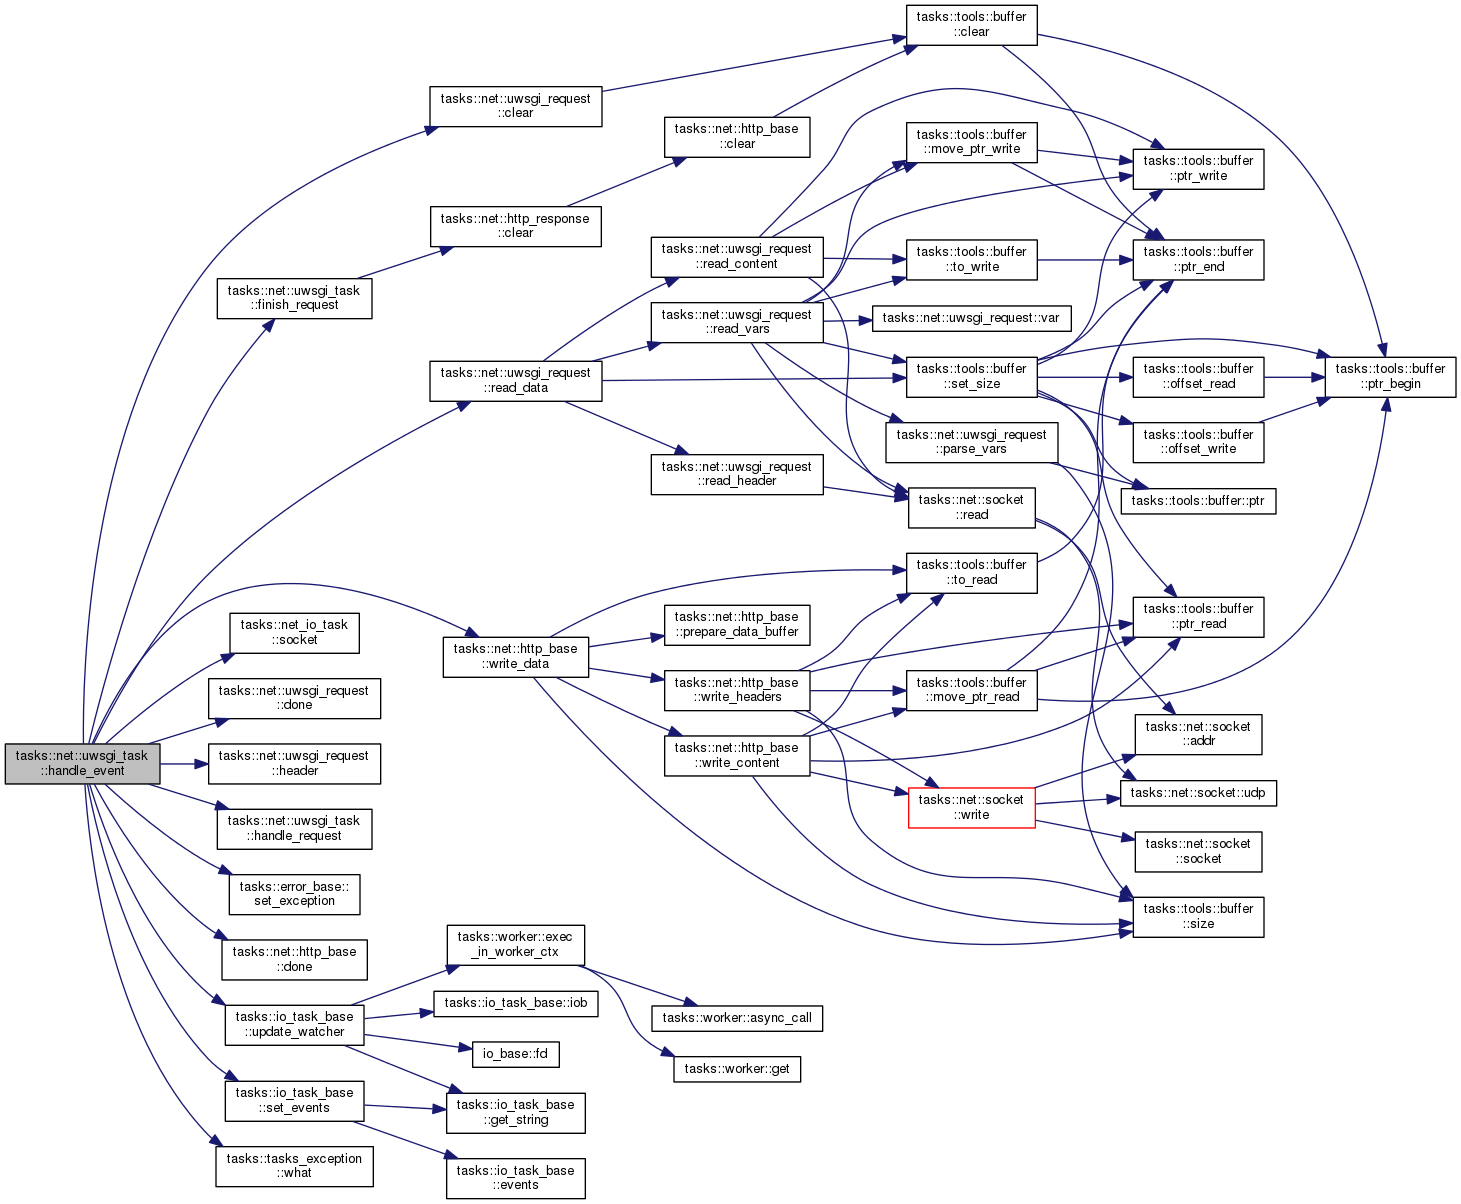 tasks::net::uwsgi_task
::handle_event
tasks::net::uwsgi_request
::clear
tasks::net::uwsgi_task
::finish_request
tasks::net::http_response
::clear
tasks::net::http_base
::clear
tasks::tools::buffer
::clear
tasks::net::uwsgi_request
::read_data
tasks::net::uwsgi_request
::read_content
tasks::net::uwsgi_request
::read_vars
tasks::net::uwsgi_request
::read_header
tasks::tools::buffer
::move_ptr_write
tasks::tools::buffer
::to_write
tasks::net::uwsgi_request::var
tasks::tools::buffer
::set_size
tasks::net::uwsgi_request
::parse_vars
tasks::net::socket
::read
tasks::tools::buffer
::ptr_write
tasks::tools::buffer
::ptr_end
tasks::tools::buffer
::offset_read
tasks::tools::buffer
::offset_write
tasks::tools::buffer::ptr
tasks::tools::buffer
::ptr_begin
tasks::net_io_task
::socket
tasks::net::uwsgi_request
::done
tasks::net::uwsgi_request
::header
tasks::net::uwsgi_task
::handle_request
tasks::error_base::
set_exception
tasks::net::http_base
::done
tasks::io_task_base
::update_watcher
tasks::io_task_base
::set_events
tasks::tasks_exception
::what
tasks::net::http_base
::write_data
tasks::net::http_base
::prepare_data_buffer
tasks::net::http_base
::write_headers
tasks::net::http_base
::write_content
tasks::tools::buffer
::to_read
tasks::tools::buffer
::move_ptr_read
tasks::net::socket
::write
tasks::tools::buffer
::ptr_read
tasks::net::socket
::addr
tasks::net::socket::udp
tasks::net::socket
::socket
tasks::tools::buffer
::size
tasks::worker::exec
_in_worker_ctx
tasks::io_task_base::iob
io_base::fd
tasks::io_task_base
::get_string
tasks::io_task_base
::events
tasks::worker::async_call
tasks::worker::get